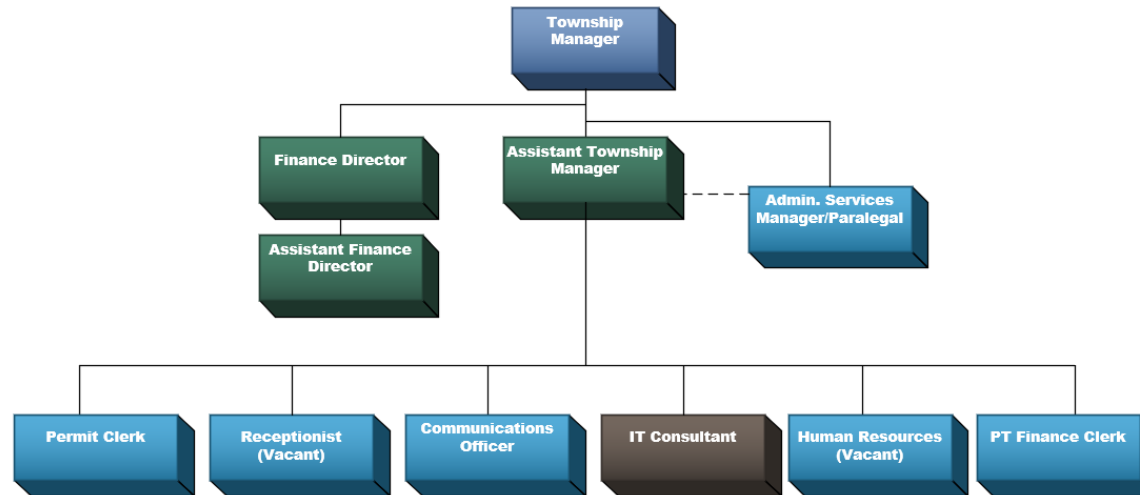 Township
Manager
Finance Director
Assistant Township
Manager
Admin. Services
Manager/Paralegal
Assistant Finance
Director
Permit Clerk
Receptionist
(Vacant)
Communications
Officer
IT Consultant
Human Resources
(Vacant)
PT Finance Clerk